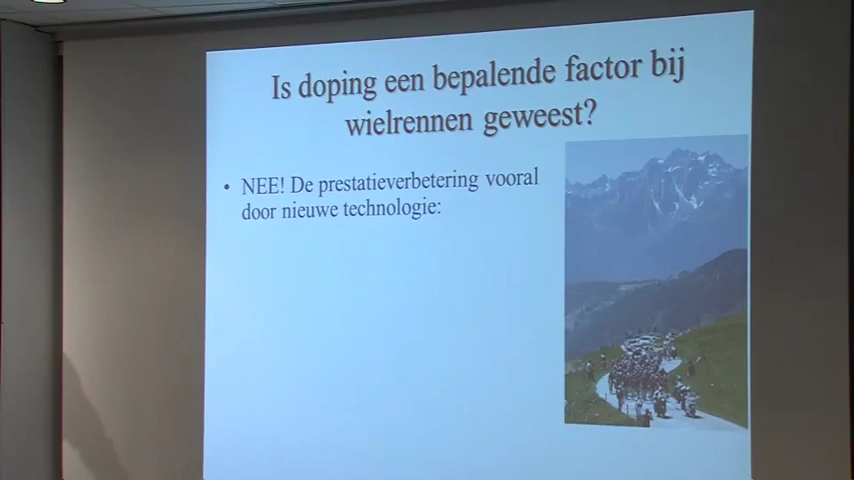 Is doping een bepalende factor bij
wielrennen geweest?
• NEE! De prestatieverbetering vooral
door nieuwe technologie: